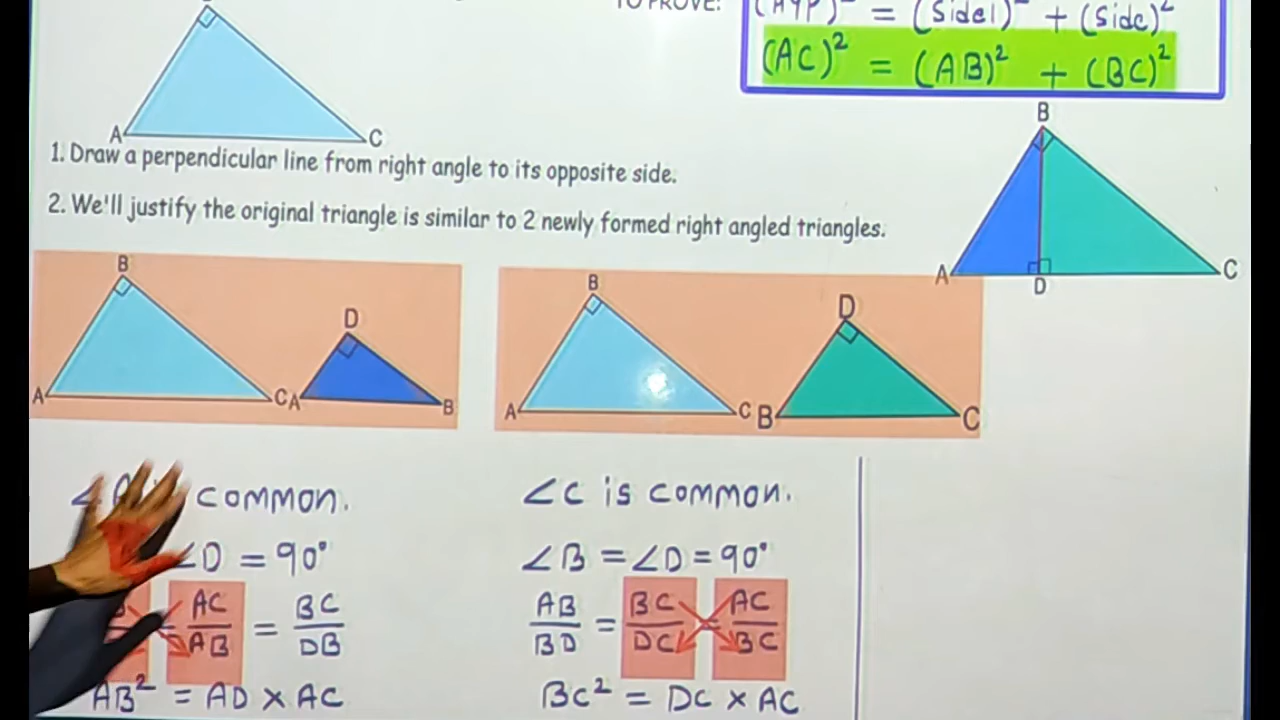 TO PROVE:
= (Side1) + (Side)²
(AC)² = (AB)² + (BC)²
B
A C
1. Draw a perpendicular line from right angle to its opposite side.
2. We'll justify the original triangle is similar to 2 newly formed right angled triangles.
A D C
B D
A C A B
B D
A C B C
∠ common.
∠D = 90°
AC/AB = BC/DB
AB² = AD × AC
∠C is common.
∠B = ∠D = 90°
AB/BD = BC/DC = AC/BC
BC² = DC × AC